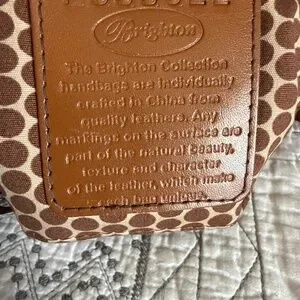 Brighton
The Brighton Collection
handbags are individually
crafted in China from
quality leathers. Any
markings on the surface are
part of the natural beauty,
texture and character
of the leather, which make
each bag unique.